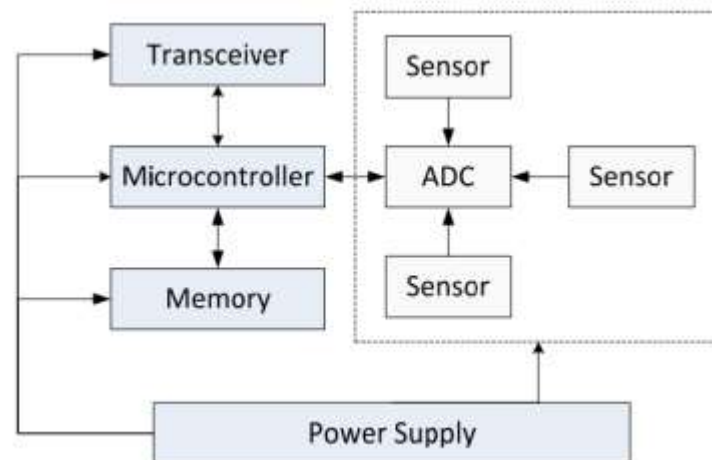 Transceiver
Sensor
Microcontroller
ADC
Sensor
Memory
Sensor
Power Supply